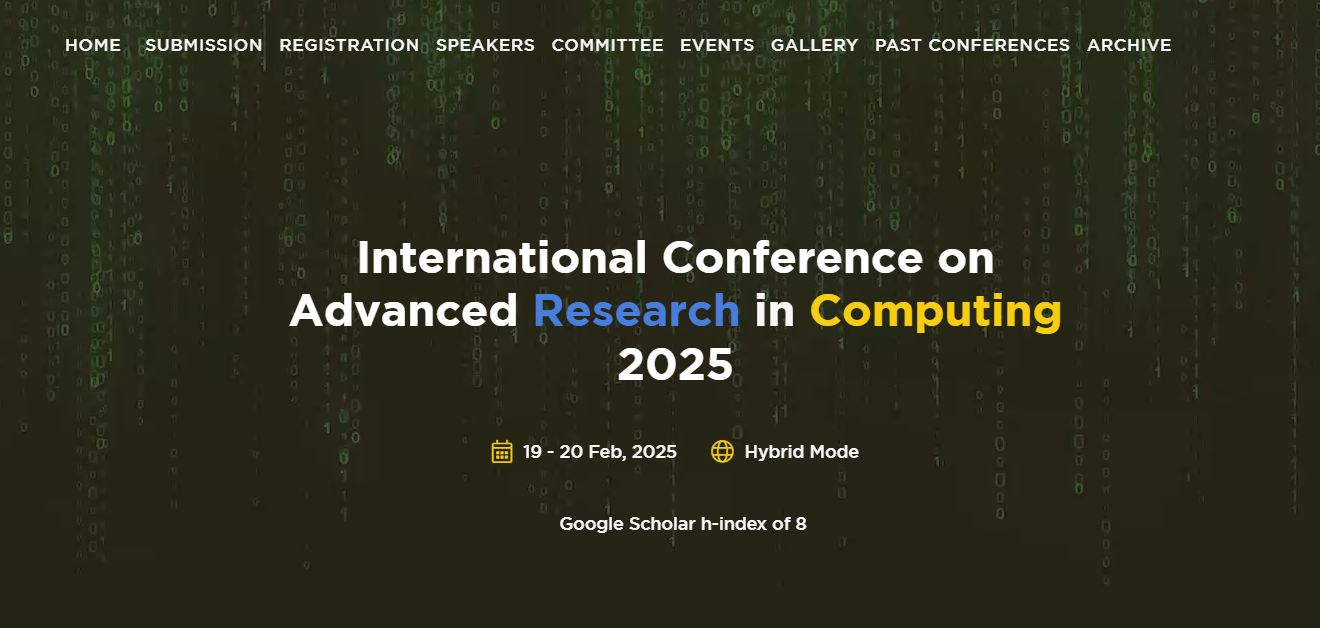 HOME SUBMISSION REGISTRATION SPEAKERS COMMITTEE EVENTS GALLERY PAST CONFERENCES ARCHIVE
International Conference on
Advanced Research in Computing
2025
19 - 20 Feb, 2025 Hybrid Mode
Google Scholar h-index of 8